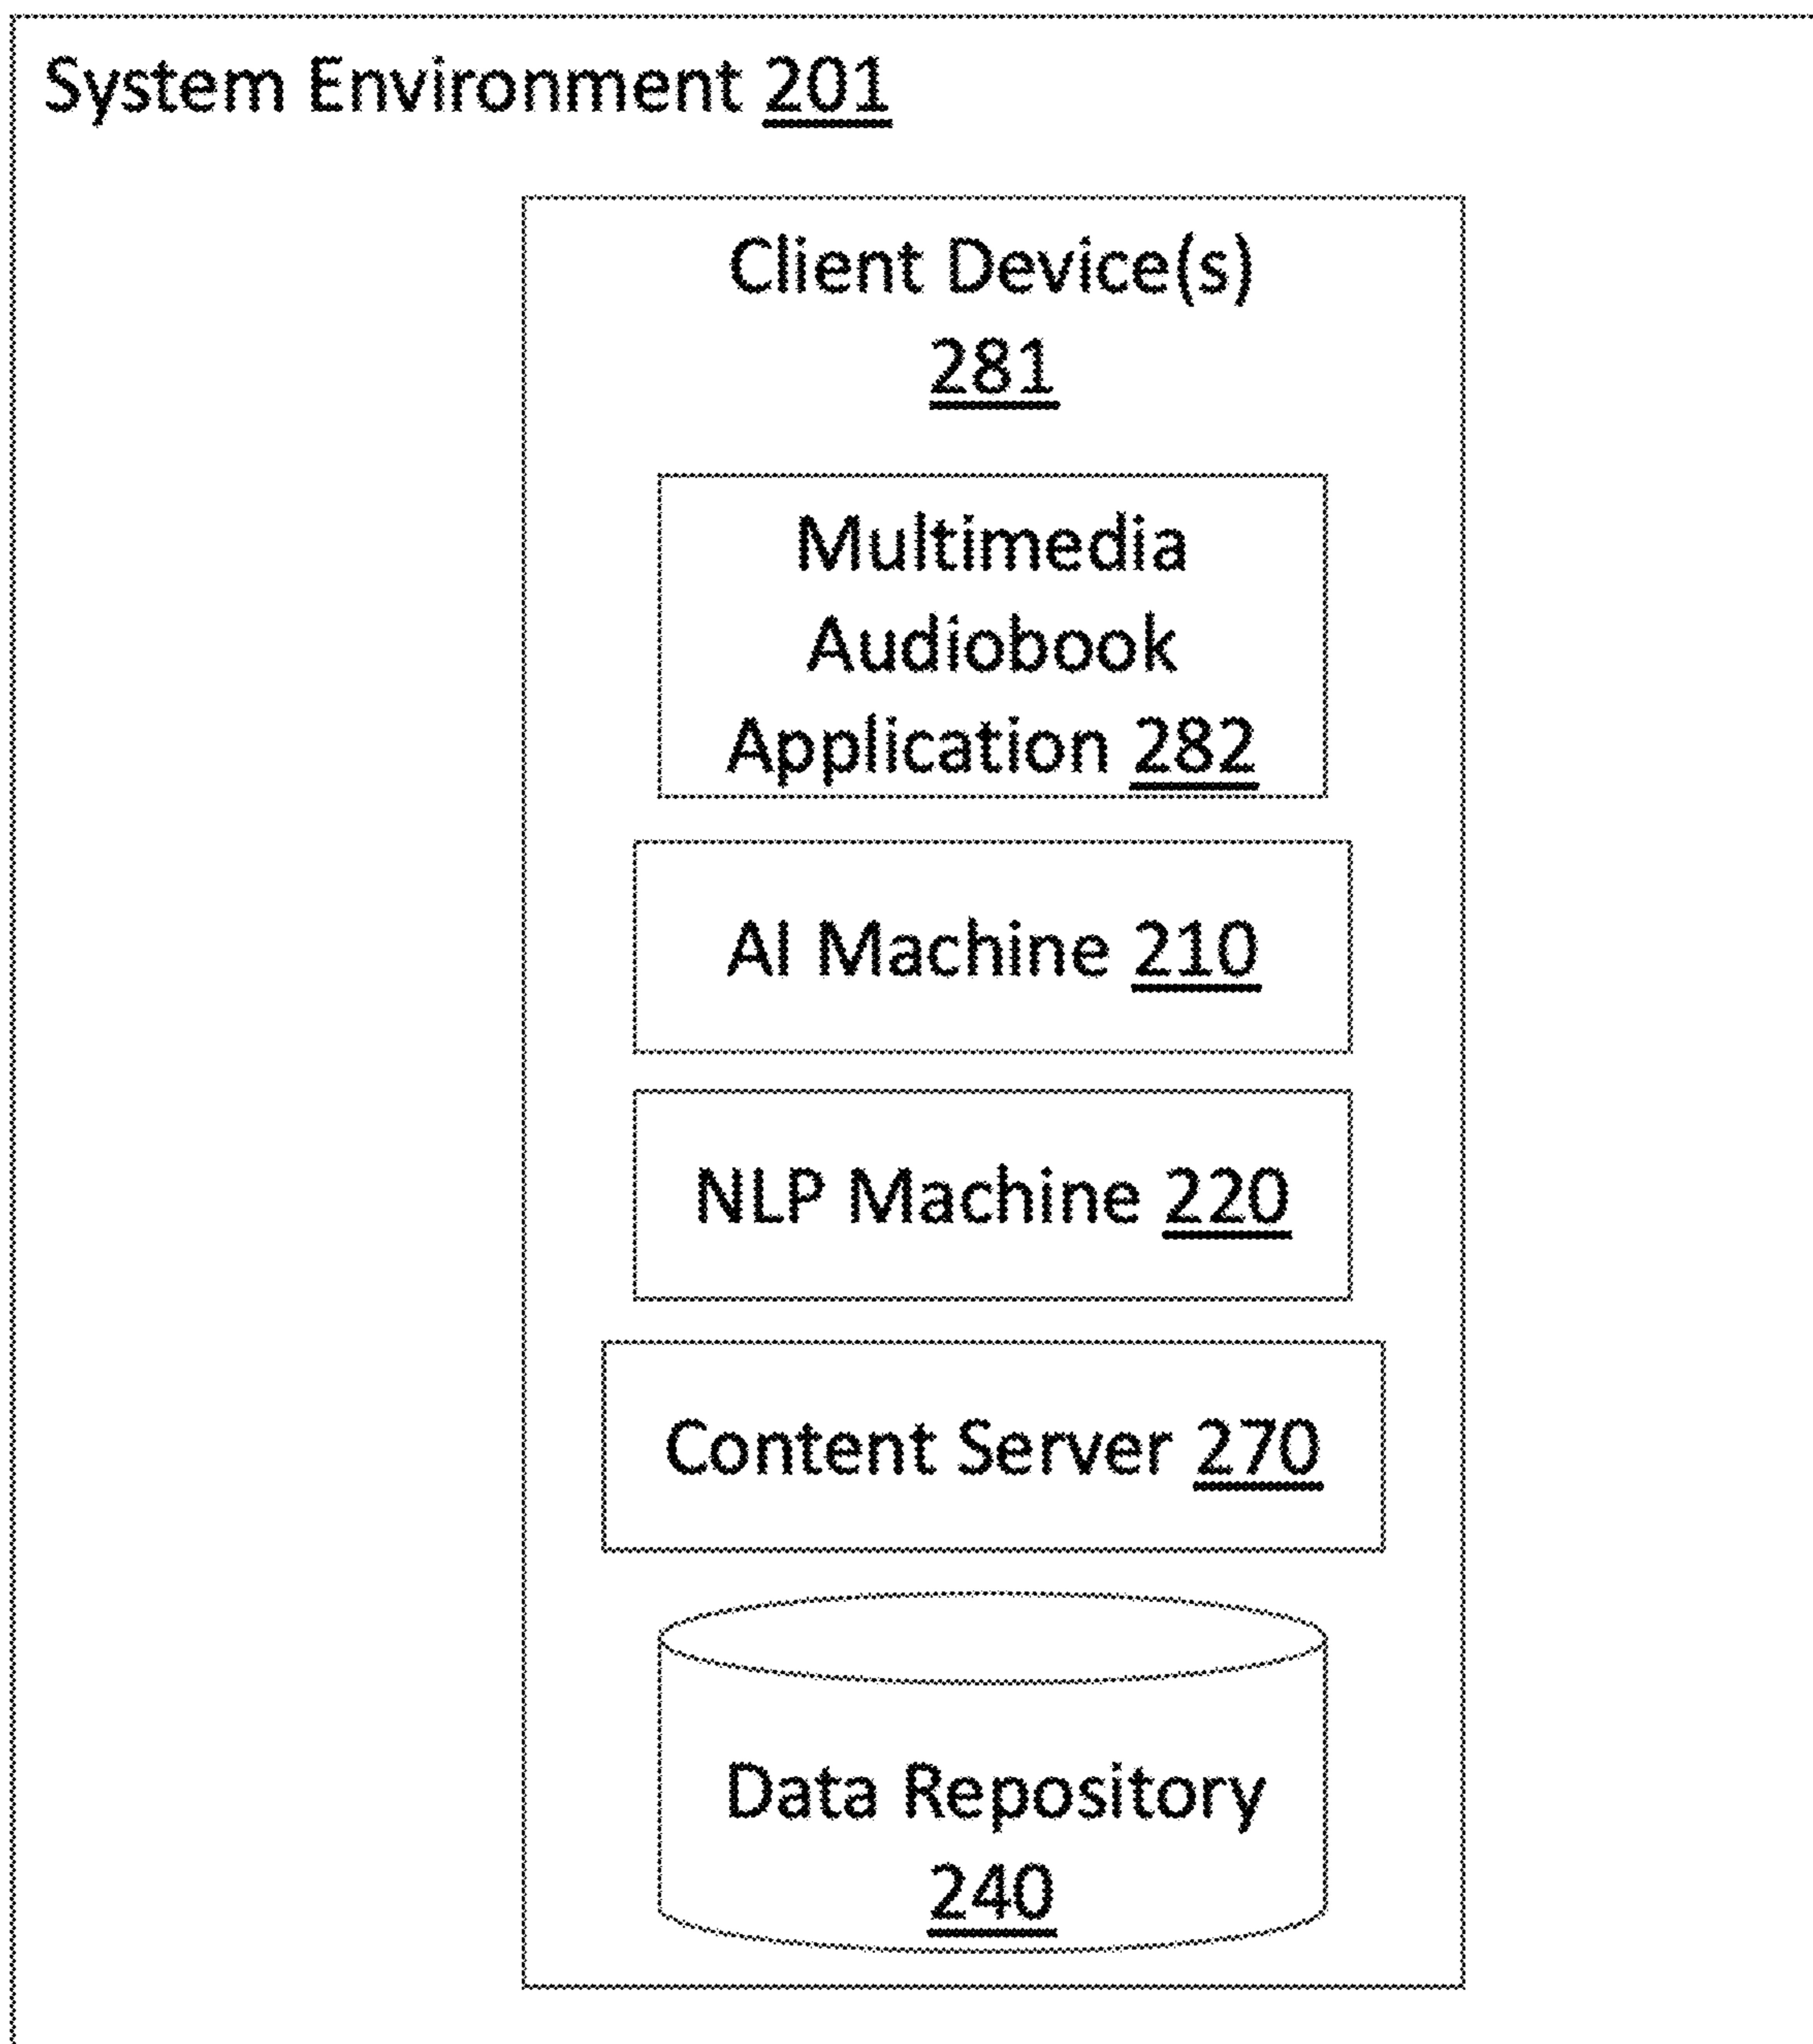 System Environment 201
Client Device(s)
281
Multimedia
Audiobook
Application 282
AI Machine 210
NLP Machine 220
Content Server 270
Data Repository
240